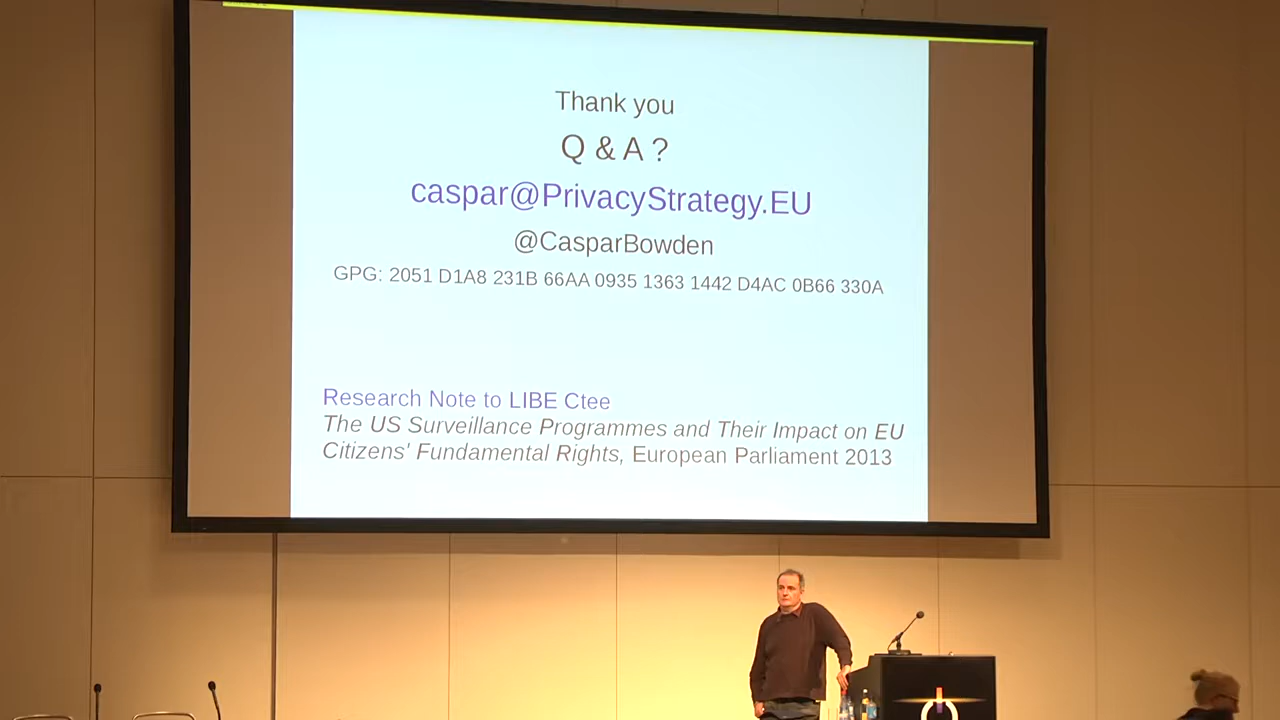 Thank you
Q & A ?
caspar@PrivacyStrategy.EU
@CasparBowden
GPG: 2051 D1A8 231B 66AA 0935 1363 1442 D4AC 0B66 330A
Research Note to LIBE Ctee
The US Surveillance Programmes and Their Impact on EU
Citizens' Fundamental Rights, European Parliament 2013